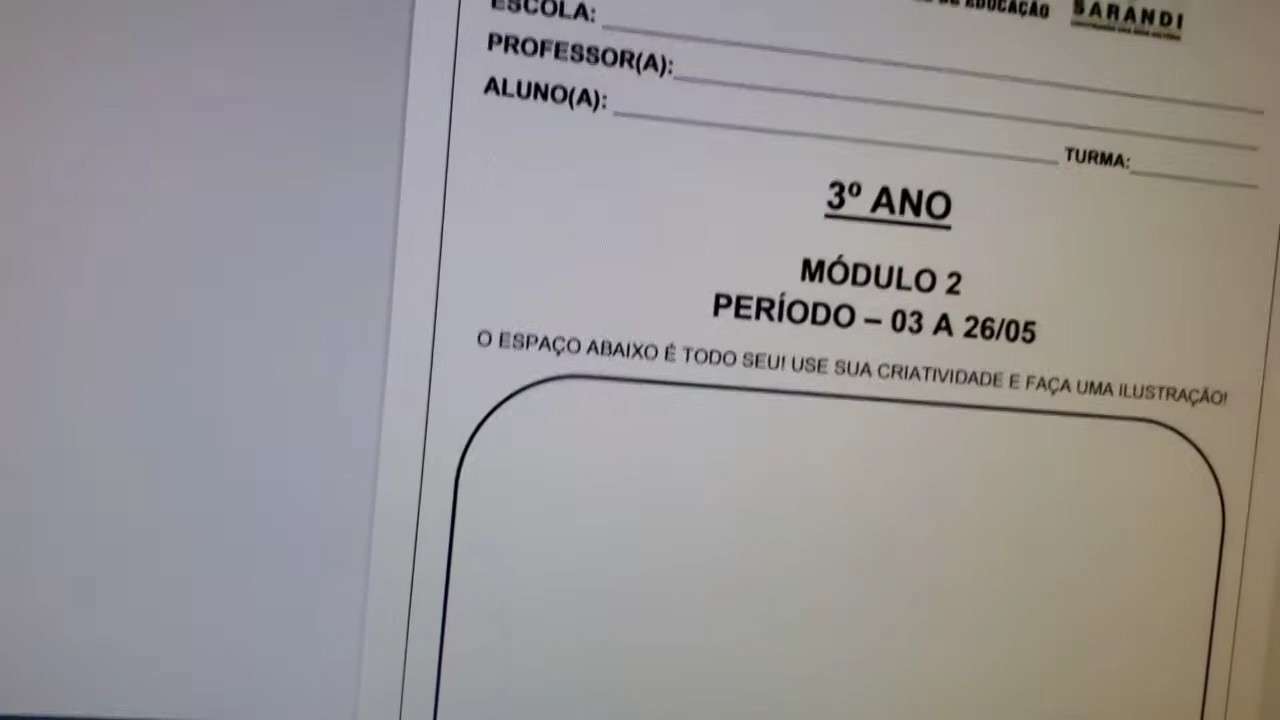 EDUCAÇÃO SARANDI
ESCOLA:
PROFESSOR(A):
ALUNO(A):
TURMA:
3º ANO
MÓDULO 2
PERÍODO – 03 A 26/05
O ESPAÇO ABAIXO É TODO SEU! USE SUA CRIATIVIDADE E FAÇA UMA ILUSTRAÇÃO!